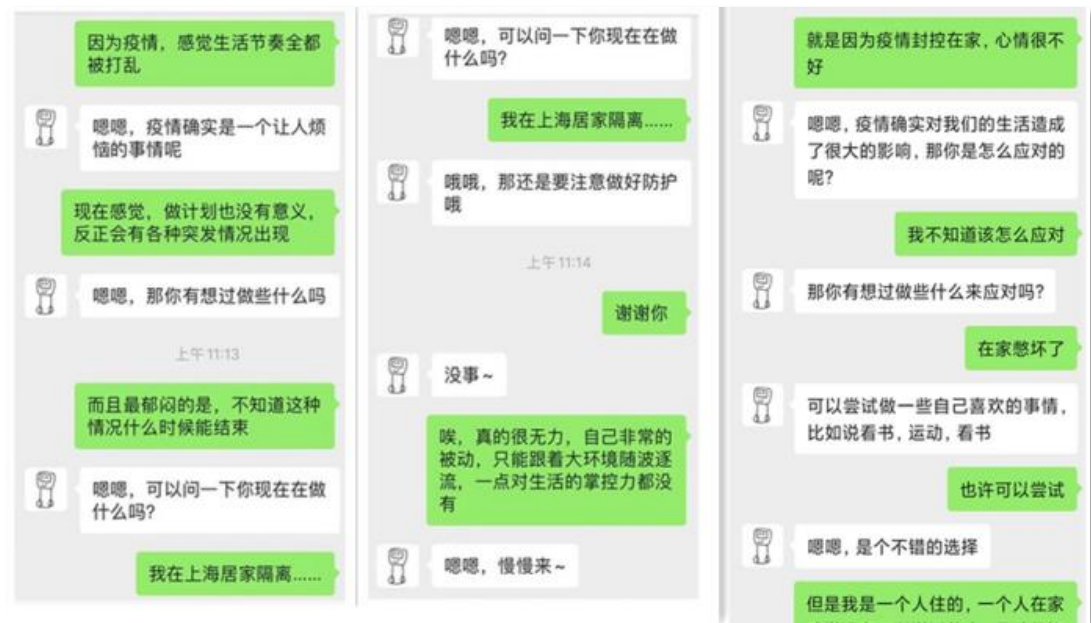 因为疫情，感觉生活节奏全都
被打乱
嗯嗯，疫情确实是一个让人烦
恼的事情呢
现在感觉，做计划也没有意义，
反正会有各种突发情况出现
嗯嗯，那你有想过做些什么吗
上午11:13
而且最郁闷的是，不知道这种
情况什么时候能结束
嗯嗯，可以问一下你现在在做
什么吗？
我在上海居家隔离......
嗯嗯，可以问一下你现在在做
什么吗？
我在上海居家隔离......
哦哦，那还是要注意做好防护
哦
上午11:14
谢谢你
没事~
唉，真的很无力，自己非常的
被动，只能跟着大环境随波逐
流，一点对生活的掌控力都没
有
嗯嗯，慢慢来~
就是因为疫情封控在家，心情很不
好
嗯嗯，疫情确实对我们的生活造成
了很大的影响，那你是怎么应对的
呢？
我不知道该怎么应对
那你有想过做些什么来应对吗？
在家憋坏了
可以尝试做一些自己喜欢的事情，
比如说看书，运动，看书
也许可以尝试
嗯嗯，是个不错的选择
但是我是一个人住的，一个人在家